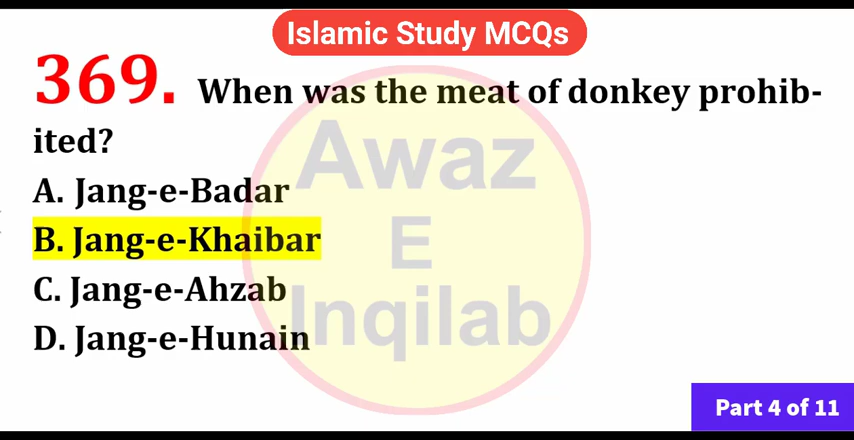 Islamic Study MCQs
369. When was the meat of donkey prohib-
ited?
A. Jang-e-Badar
B. Jang-e-Khaibar
C. Jang-e-Ahzab
D. Jang-e-Hunain
Awaz
E
Inqilab
Part 4 of 11